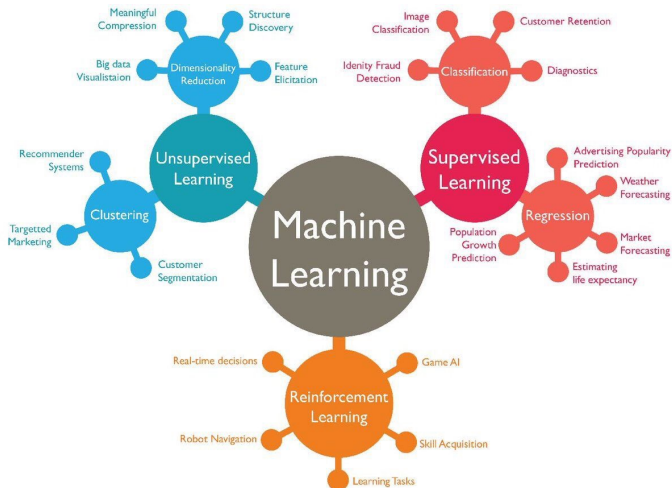 Meaningful
Compression
Structure
Discovery
Big data
Visualistaion
Dimensionality
Reduction
Feature
Elicitation
Unsupervised
Learning
Recommender
Systems
Clustering
Targetted
Marketing
Customer
Segmentation
Machine
Learning
Image
Classification
Customer Retention
Idenity Fraud
Detection
Classification
Diagnostics
Supervised
Learning
Advertising Popularity
Prediction
Weather
Forecasting
Regression
Population
Growth
Prediction
Market
Forecasting
Estimating
life expectancy
Real-time decisions
Game AI
Reinforcement
Learning
Robot Navigation
Skill Acquisition
Learning Tasks